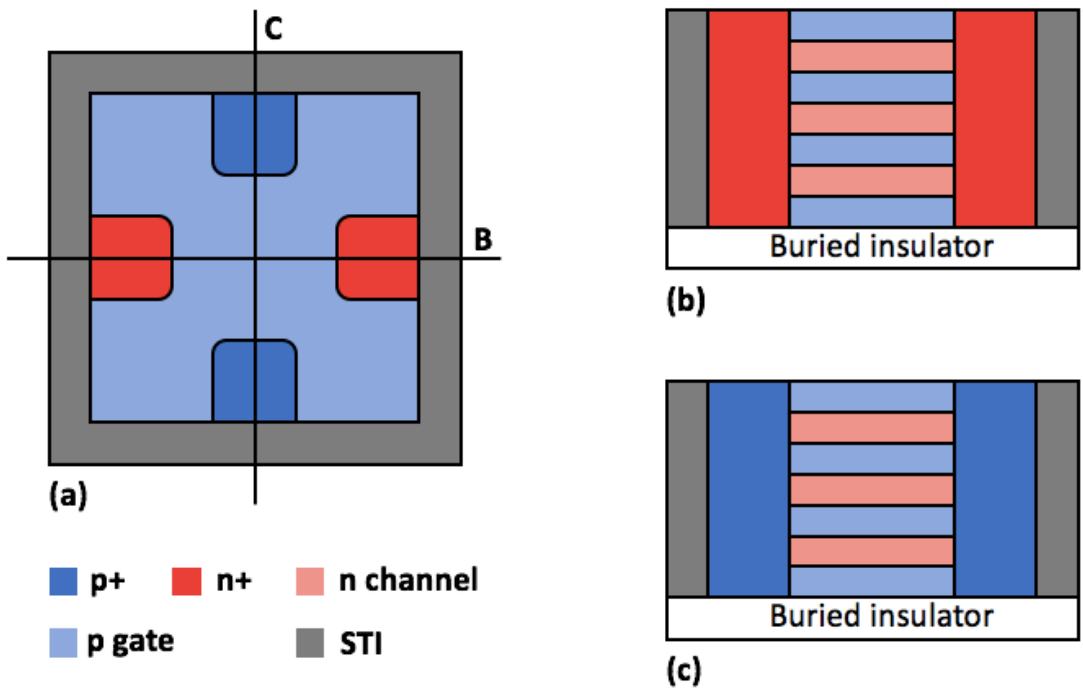 C
B
(a)
p+
n+
n channel
p gate
STI
Buried insulator
(b)
Buried insulator
(c)